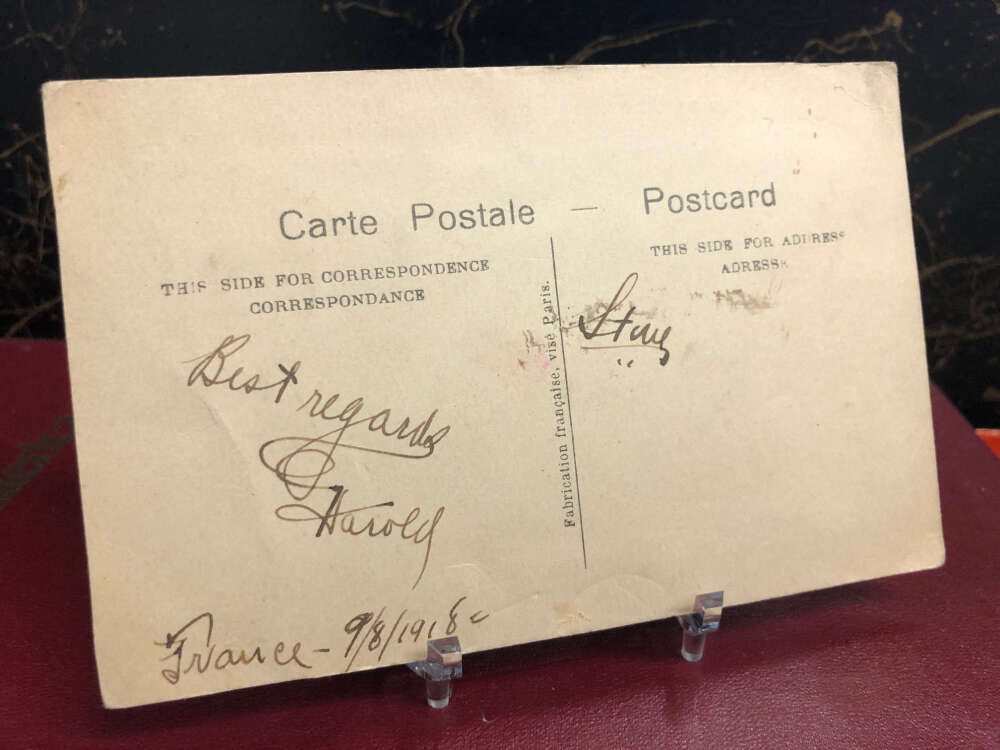 Carte Postale — Postcard
THIS SIDE FOR CORRESPONDENCE
CORRESPONDANCE
THIS SIDE FOR ADDRESS
ADRESSE
Fabrication française, visé Paris.
Best regards
Harold
France - 9/8/1918